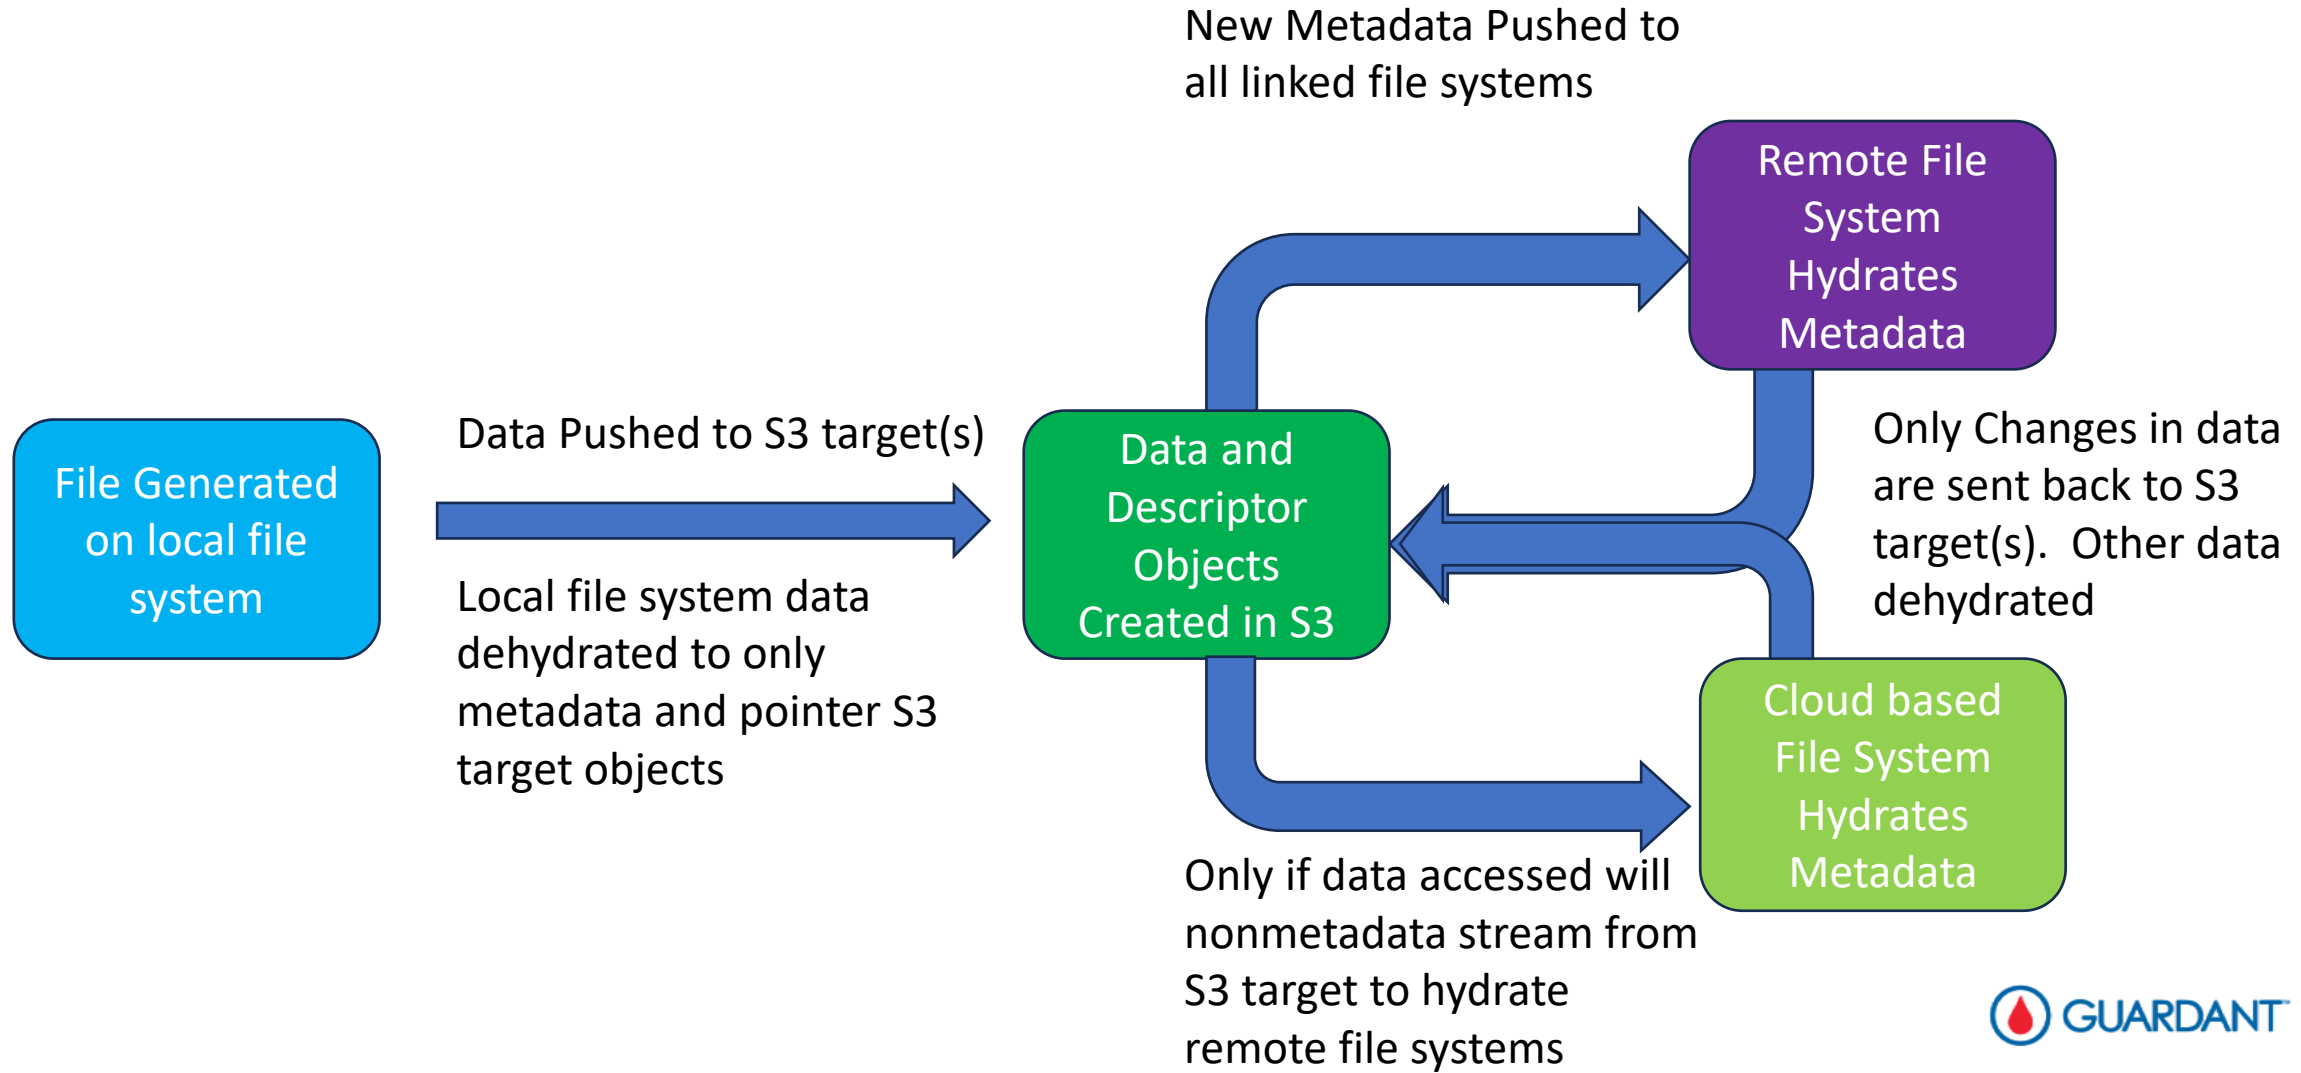 New Metadata Pushed to
all linked file systems
Remote File
System
Hydrates
Metadata
File Generated
on local file
system
Data Pushed to S3 target(s)
Local file system data
dehydrated to only
metadata and pointer S3
target objects
Data and
Descriptor
Objects
Created in S3
Only Changes in data
are sent back to S3
target(s).  Other data
dehydrated
Cloud based
File System
Hydrates
Metadata
Only if data accessed will
nonmetadata stream from
S3 target to hydrate
remote file systems
GUARDANT